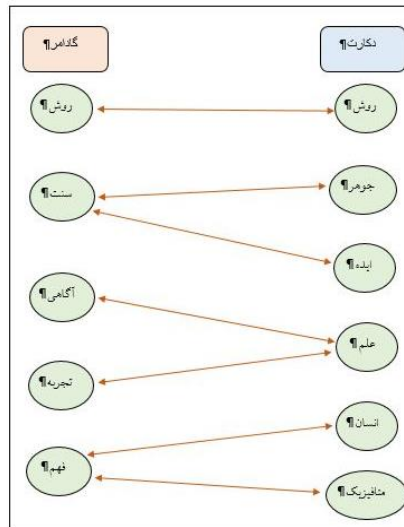 دکارت¶
گادامر¶
روش¶
روش¶
جوهر¶
سنت¶
ایده¶
آگاهی¶
علم¶
تجربه¶
انسان¶
فهم¶
متافیزیک¶